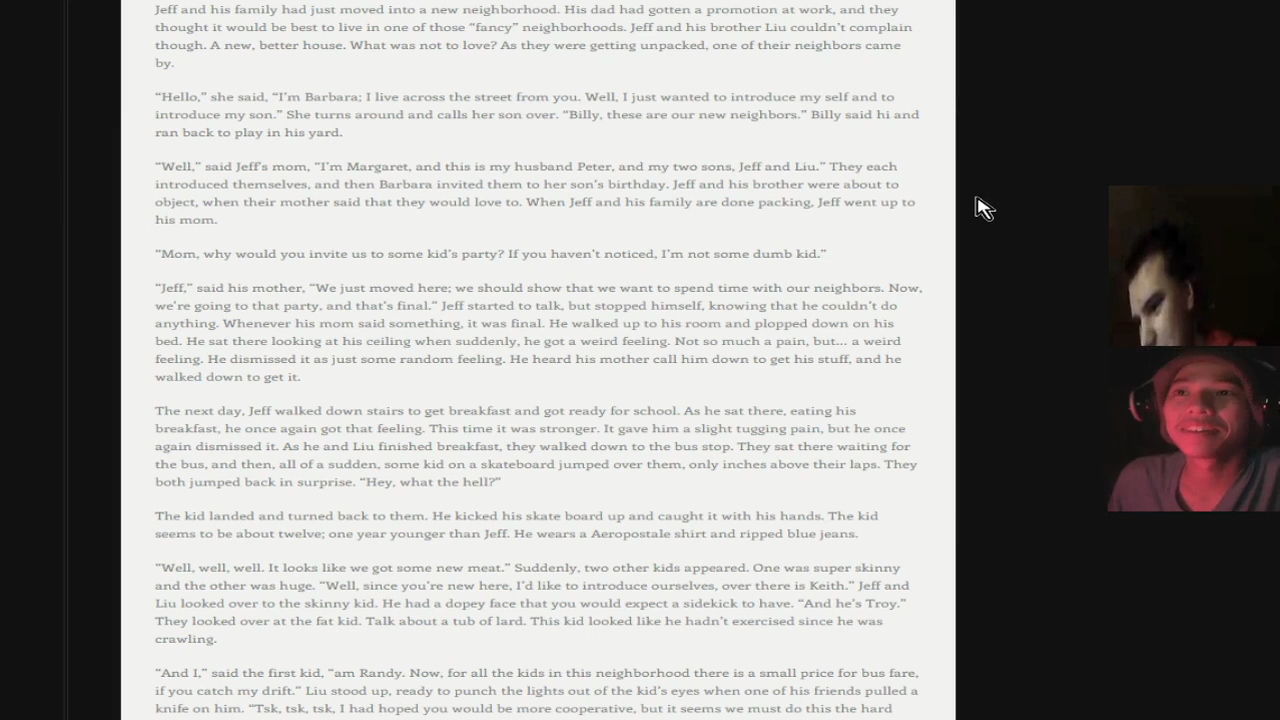 Jeff and his family had just moved into a new neighborhood. His dad had gotten a promotion at work, and they
thought it would be best to live in one of those “fancy” neighborhoods. Jeff and his brother Liu couldn’t complain
though. A new, better house. What was not to love? As they were getting unpacked, one of their neighbors came
by.
“Hello,” she said, “I’m Barbara; I live across the street from you. Well, I just wanted to introduce my self and to
introduce my son.” She turns around and calls her son over. “Billy, these are our new neighbors.” Billy said hi and
ran back to play in his yard.
“Well,” said Jeff’s mom, “I’m Margaret, and this is my husband Peter, and my two sons, Jeff and Liu.” They each
introduced themselves, and then Barbara invited them to her son’s birthday. Jeff and his brother were about to
object, when their mother said that they would love to. When Jeff and his family are done packing, Jeff went up to
his mom.
“Mom, why would you invite us to some kid’s party? If you haven’t noticed, I’m not some dumb kid.”
“Jeff,” said his mother, “We just moved here; we should show that we want to spend time with our neighbors. Now,
we’re going to that party, and that’s final.” Jeff started to talk, but stopped himself, knowing that he couldn’t do
anything. Whenever his mom said something, it was final. He walked up to his room and plopped down on his
bed. He sat there looking at his ceiling when suddenly, he got a weird feeling. Not so much a pain, but... a weird
feeling. He dismissed it as just some random feeling. He heard his mother call him down to get his stuff, and he
walked down to get it.
The next day, Jeff walked down stairs to get breakfast and got ready for school. As he sat there, eating his
breakfast, he once again got that feeling. This time it was stronger. It gave him a slight tugging pain, but he once
again dismissed it. As he and Liu finished breakfast, they walked down to the bus stop. They sat there waiting for
the bus, and then, all of a sudden, some kid on a skateboard jumped over them, only inches above their laps. They
both jumped back in surprise. “Hey, what the hell?”
The kid landed and turned back to them. He kicked his skate board up and caught it with his hands. The kid
seems to be about twelve; one year younger than Jeff. He wears a Aeropostale shirt and ripped blue jeans.
“Well, well, well. It looks like we got some new meat.” Suddenly, two other kids appeared. One was super skinny
and the other was huge. “Well, since you’re new here, I’d like to introduce ourselves, over there is Keith.” Jeff and
Liu looked over to the skinny kid. He had a dopey face that you would expect a sidekick to have. “And he’s Troy.”
They looked over at the fat kid. Talk about a tub of lard. This kid looked like he hadn’t exercised since he was
crawling.
“And I,” said the first kid, “am Randy. Now, for all the kids in this neighborhood there is a small price for bus fare,
if you catch my drift.” Liu stood up, ready to punch the lights out of the kid’s eyes when one of his friends pulled a
knife on him. “Tsk, tsk, tsk, I had hoped you would be more cooperative, but it seems we must do this the hard